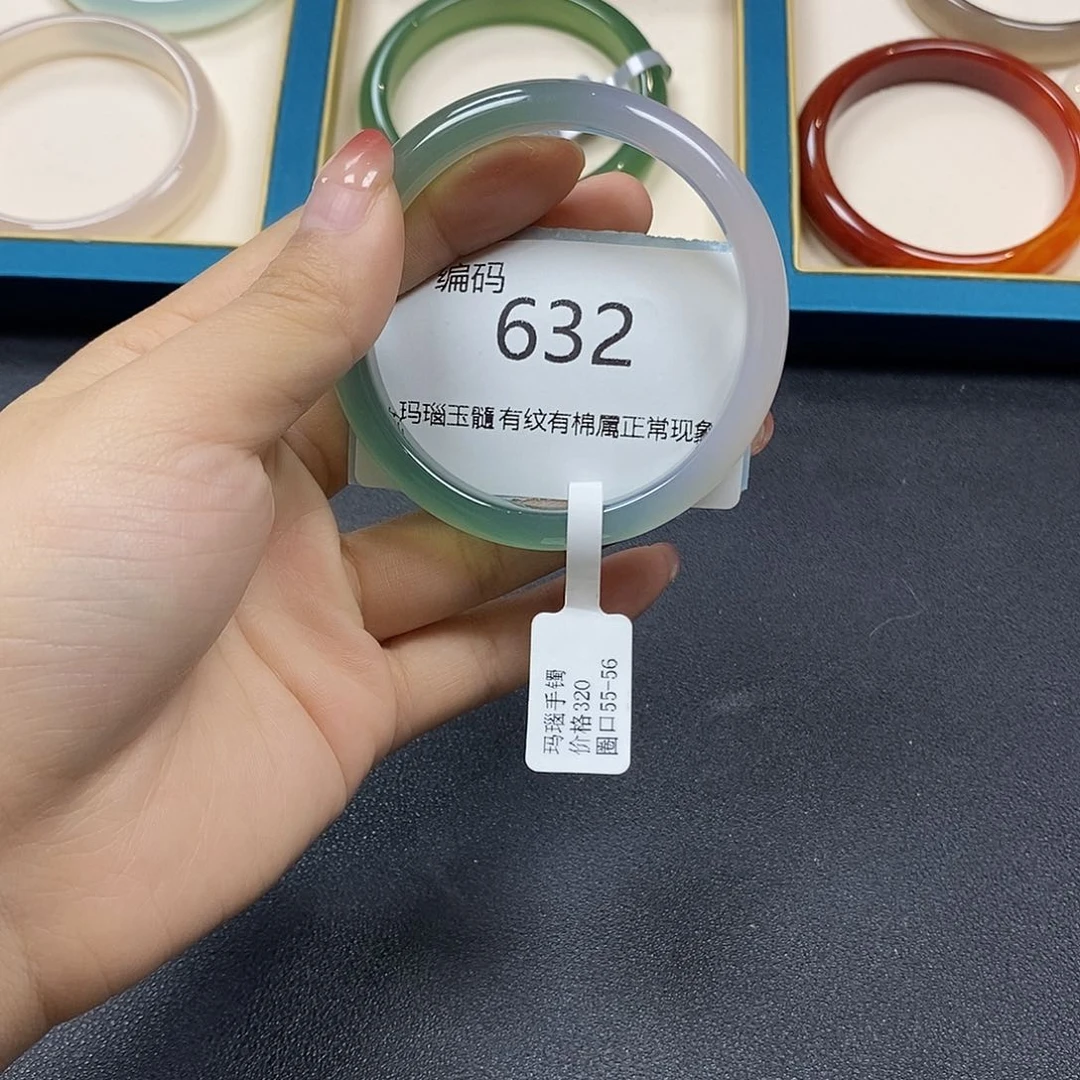 编码
632
玛瑙玉髓有纹有棉属正常现象
玛瑙手镯
价格320
圈口55-56